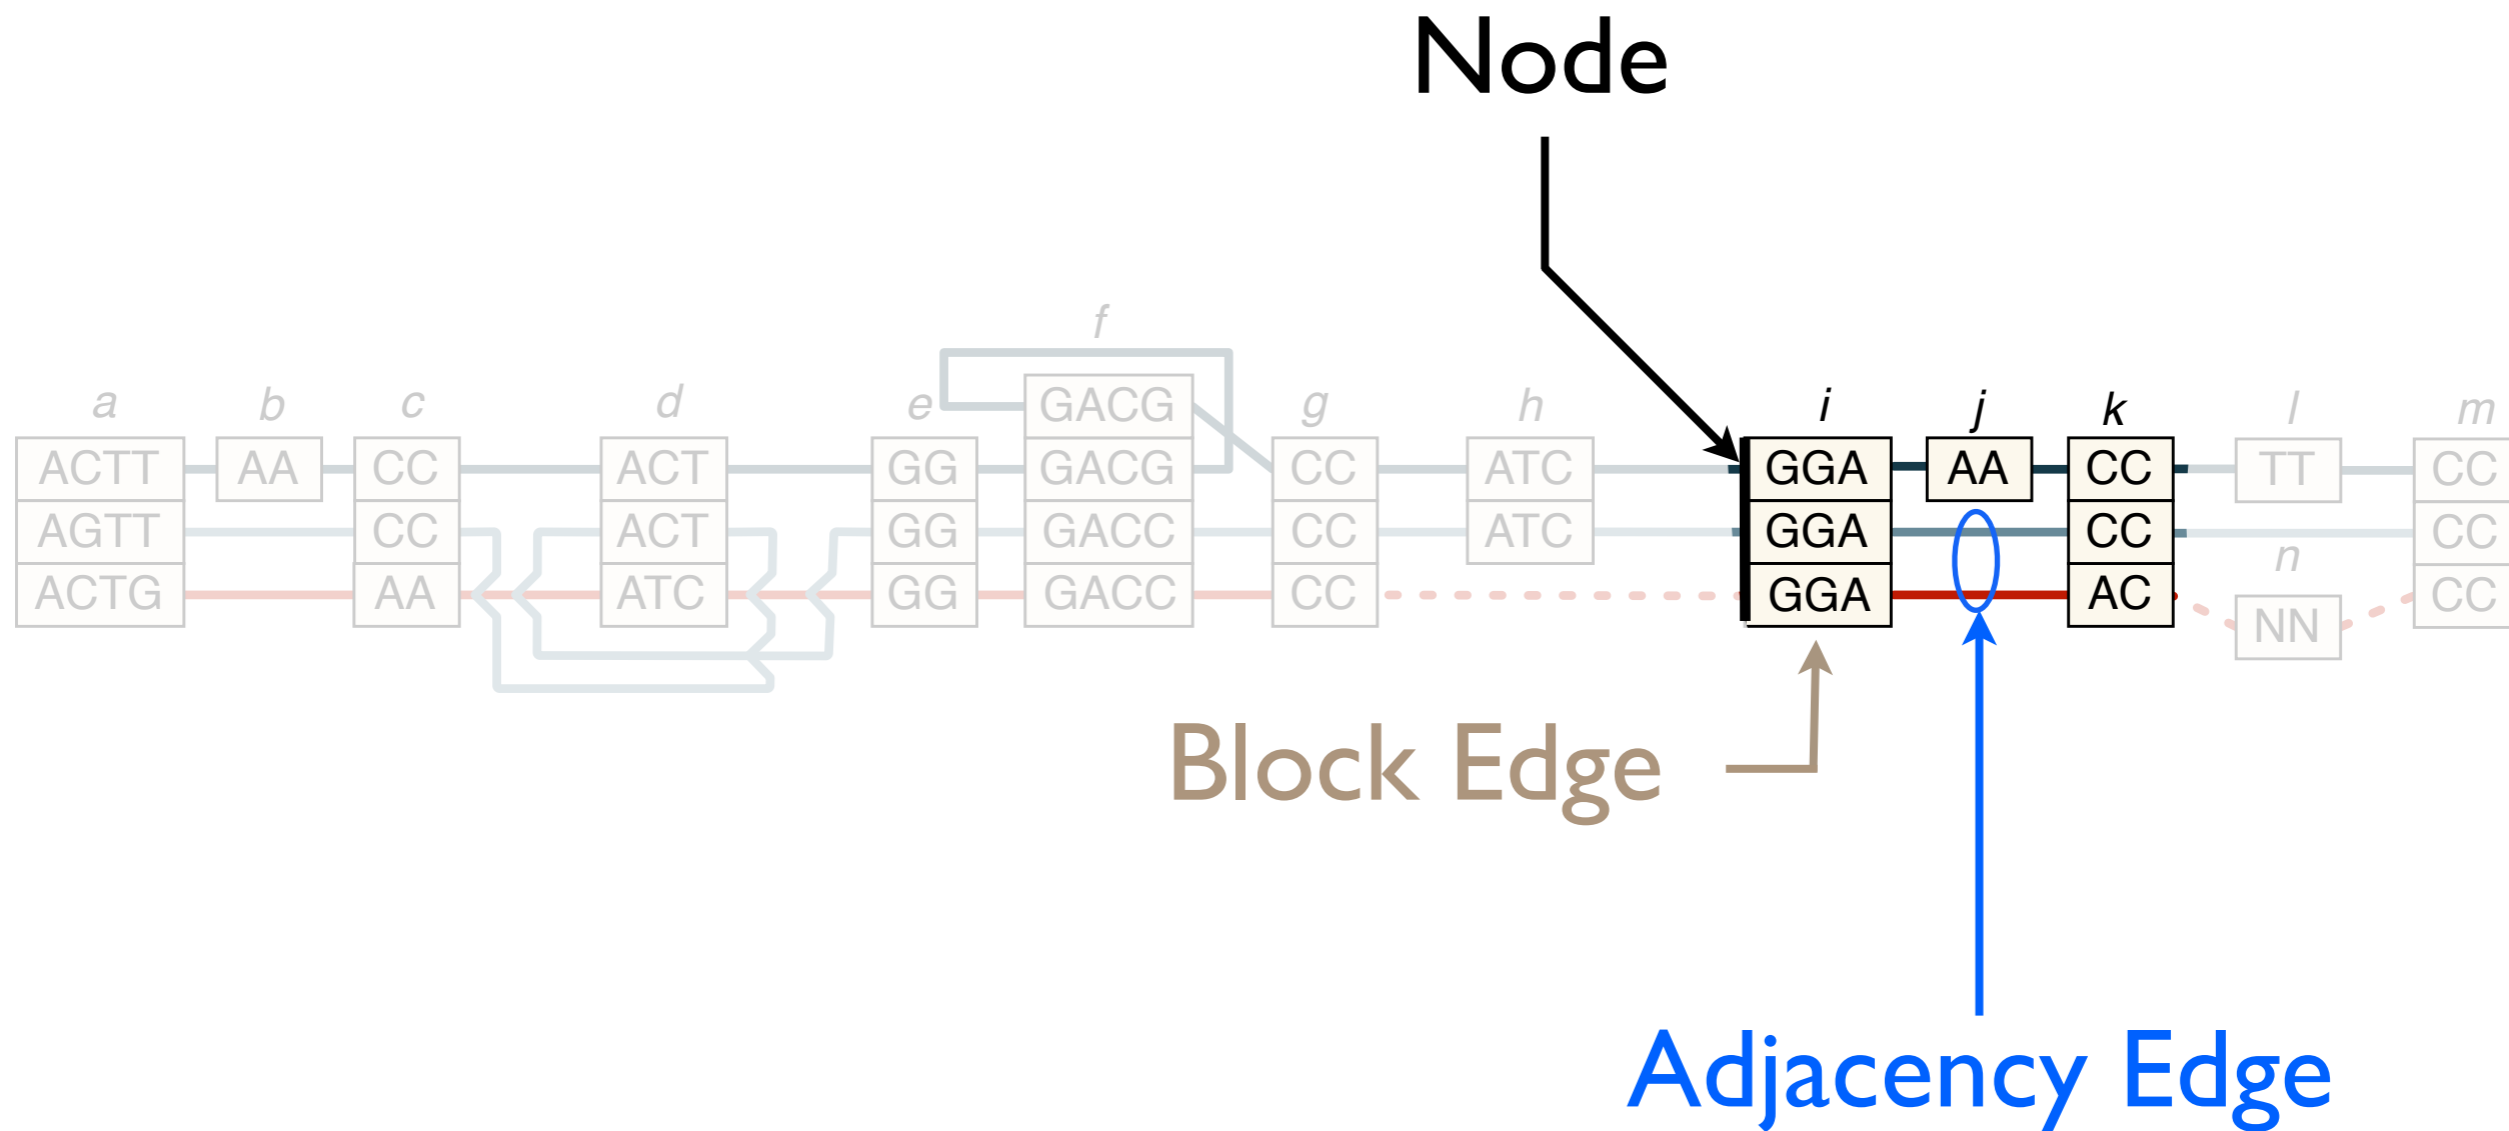 Node
f
a b c d e g h i j k l m
GACG
ACTT AA CC ACT GG GACG CC ATC GGA AA CC TT CC
AGTT CC ACT GG GACC CC ATC GGA CC CC
n
ACTG AA ATC GG GACC CC GGA AC CC
NN
Block Edge
Adjacency Edge